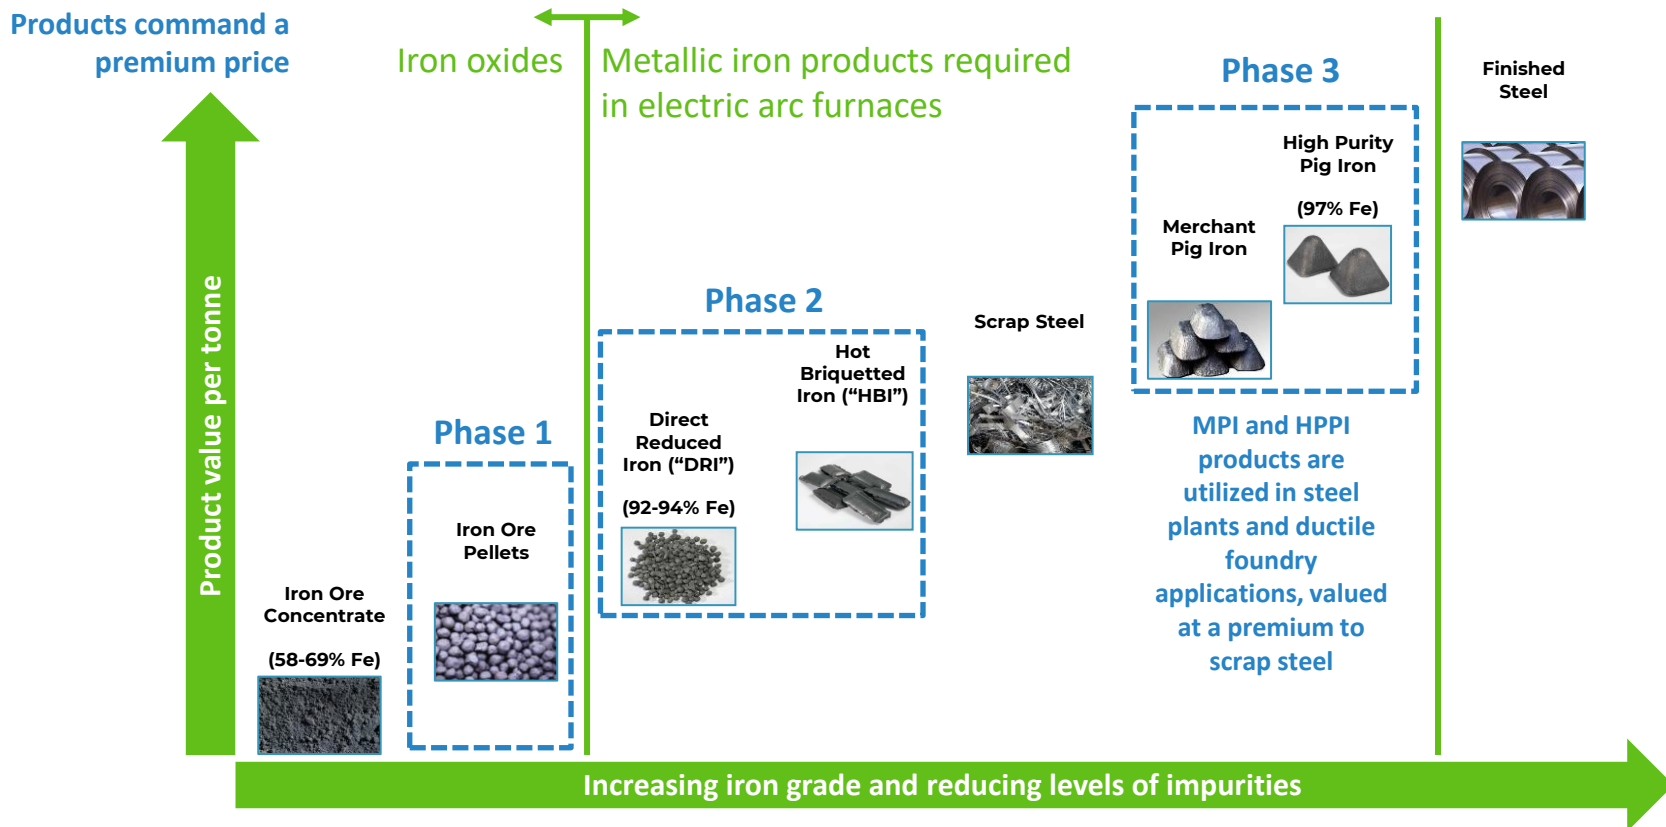 Products command a
premium price
Iron oxides
Metallic iron products required
in electric arc furnaces
Product value per tonne
Iron Ore
Concentrate
(58-69% Fe)
Phase 1
Iron Ore
Pellets
Phase 2
Direct
Reduced
Iron (“DRI”)
(92-94% Fe)
Hot
Briquetted
Iron (“HBI”)
Scrap Steel
Phase 3
Merchant
Pig Iron
High Purity
Pig Iron
(97% Fe)
MPI and HPPI
products are
utilized in steel
plants and ductile
foundry
applications, valued
at a premium to
scrap steel
Finished
Steel
Increasing iron grade and reducing levels of impurities